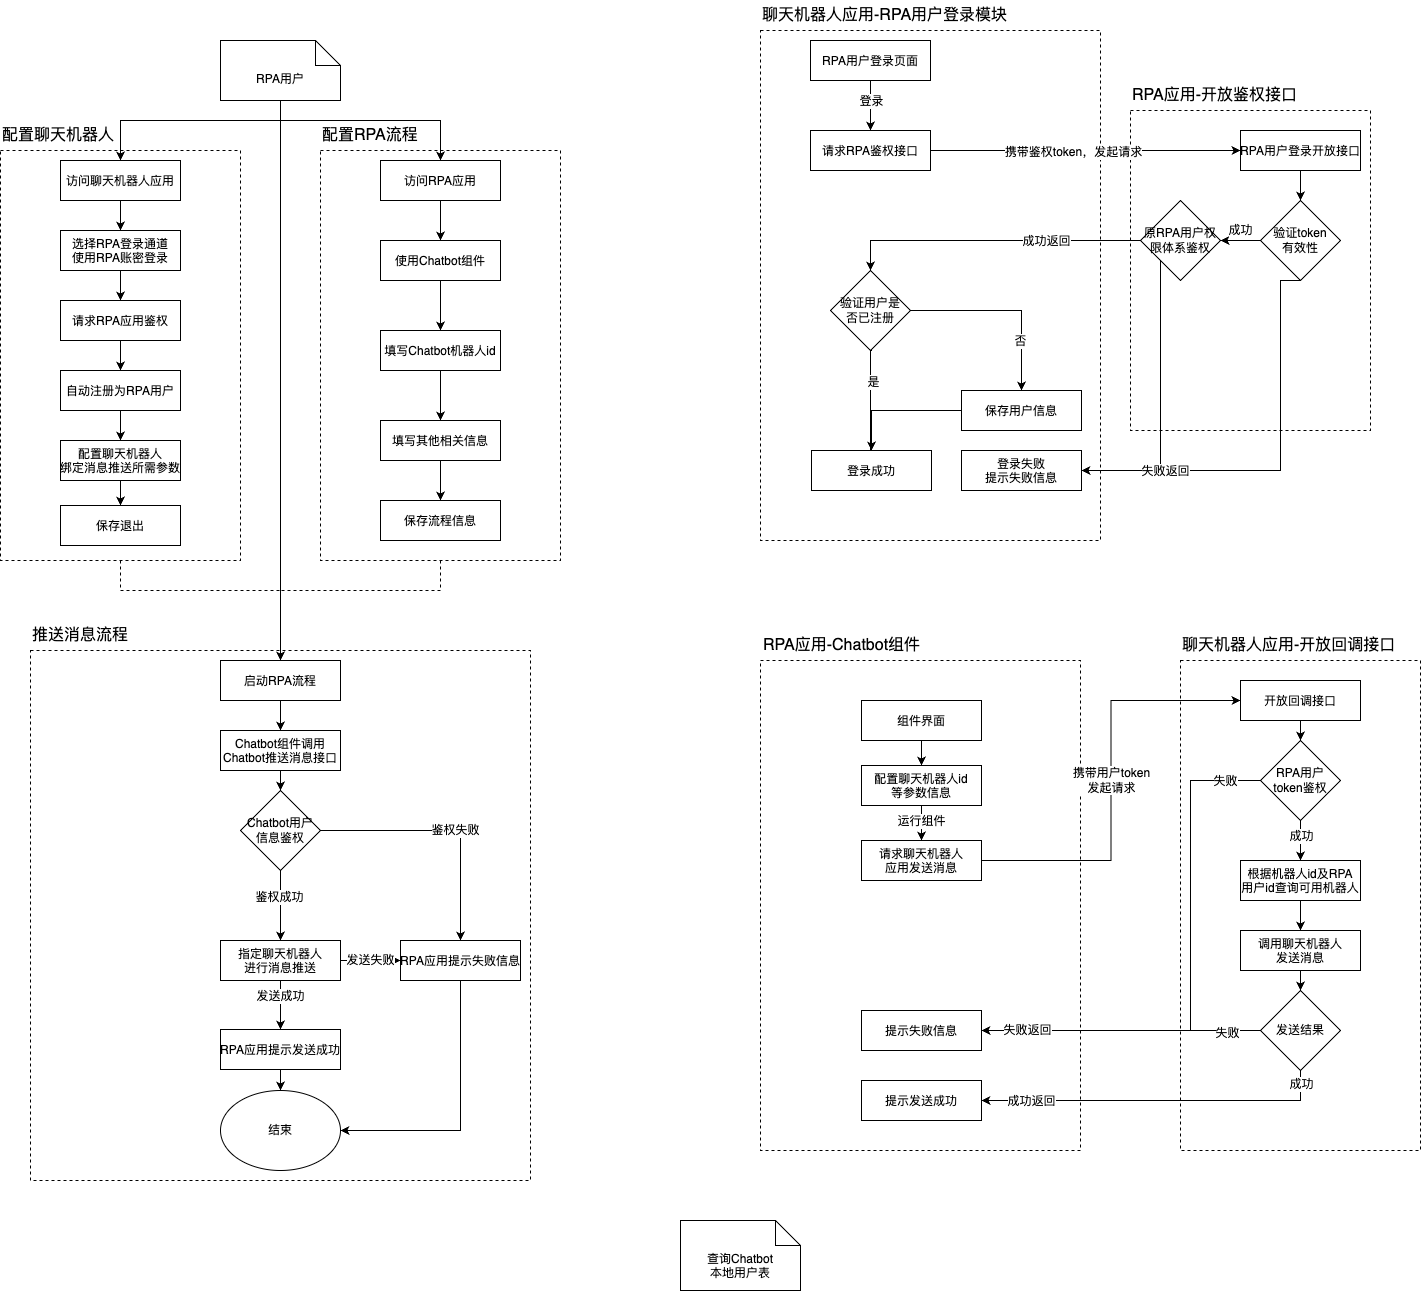 RPA用户
配置聊天机器人
访问聊天机器人应用
选择RPA登录通道
使用RPA账密登录
请求RPA应用鉴权
自动注册为RPA用户
配置聊天机器人
绑定消息推送所需参数
保存退出
配置RPA流程
访问RPA应用
使用Chatbot组件
填写Chatbot机器人id
填写其他相关信息
保存流程信息
推送消息流程
启动RPA流程
Chatbot组件调用
Chatbot推送消息接口
Chatbot用户
信息鉴权
鉴权失败
鉴权成功
指定聊天机器人
进行消息推送
发送失败
RPA应用提示失败信息
发送成功
RPA应用提示发送成功
结束
聊天机器人应用-RPA用户登录模块
RPA用户登录页面
登录
请求RPA鉴权接口
携带鉴权token，发起请求
RPA应用-开放鉴权接口
RPA用户登录开放接口
验证token
有效性
成功
原RPA用户权
限体系鉴权
成功返回
验证用户是
否已注册
否
是
保存用户信息
登录成功
登录失败
提示失败信息
失败返回
RPA应用-Chatbot组件
组件界面
配置聊天机器人id
等参数信息
运行组件
请求聊天机器人
应用发送消息
携带用户token
发起请求
提示失败信息
失败返回
提示发送成功
成功返回
聊天机器人应用-开放回调接口
开放回调接口
RPA用户
token鉴权
失败
成功
根据机器人id及RPA
用户id查询可用机器人
调用聊天机器人
发送消息
发送结果
失败
成功
查询Chatbot
本地用户表